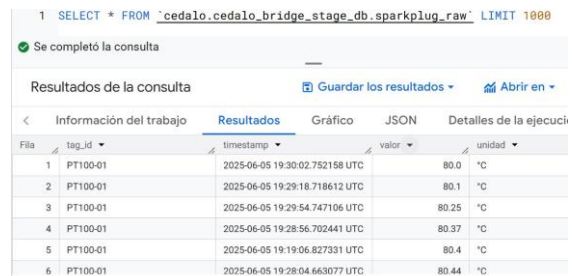 1 SELECT * FROM `cedalo.cedalo_bridge_stage_db.sparkplug_raw` LIMIT 1000
Se completó la consulta
Resultados de la consulta Guardar los resultados Abrir en
Información del trabajo Resultados Gráfico JSON Detalles de la ejecució
Fila tag_id timestamp valor unidad
1 PT100-01 2025-06-05 19:30:02.752158 UTC 80.0 °C
2 PT100-01 2025-06-05 19:29:18.718612 UTC 80.1 °C
3 PT100-01 2025-06-05 19:29:54.747106 UTC 80.25 °C
4 PT100-01 2025-06-05 19:28:56.702441 UTC 80.37 °C
5 PT100-01 2025-06-05 19:19:06.827331 UTC 80.4 °C
6 PT100-01 2025-06-05 19:28:04.663077 UTC 80.44 °C